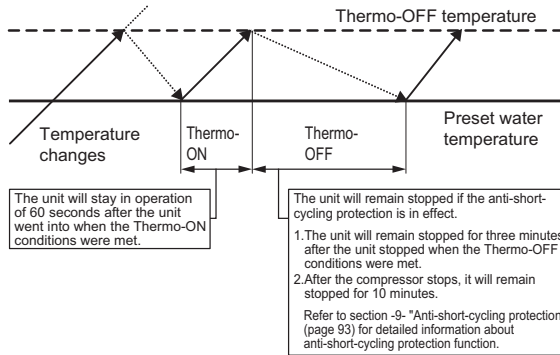 Thermo-OFF temperature
Temperature
changes
Thermo-
ON
Thermo-
OFF
Preset water
temperature
The unit will stay in operation
of 60 seconds after the unit
went into when the Thermo-ON
conditions were met.
The unit will remain stopped if the anti-short-
cycling protection is in effect.
1.The unit will remain stopped for three minutes
after the unit stopped when the Thermo-OFF
conditions were met.
2.After the compressor stops, it will remain
stopped for 10 minutes.
Refer to section -9- "Anti-short-cycling protection
(page 93) for detailed information about
anti-short-cycling protection function.